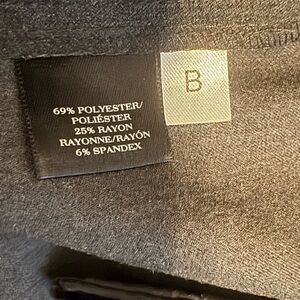 69% POLYESTER/
POLIÉSTER
25% RAYON
RAYONNE/RAYÓN
6% SPANDEX
B